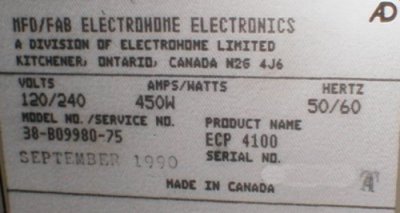 MFD/FAB ELECTROHOME ELECTRONICS
A DIVISION OF ELECTROHOME LIMITED
KITCHENER, ONTARIO, CANADA N2G 4J6
VOLTS AMPS/WATTS HERTZ
120/240 450W 50/60
MODEL NO./SERVICE NO. PRODUCT NAME
38-B09980-75 ECP 4100
SEPTEMBER 1990 SERIAL NO.
MADE IN CANADA